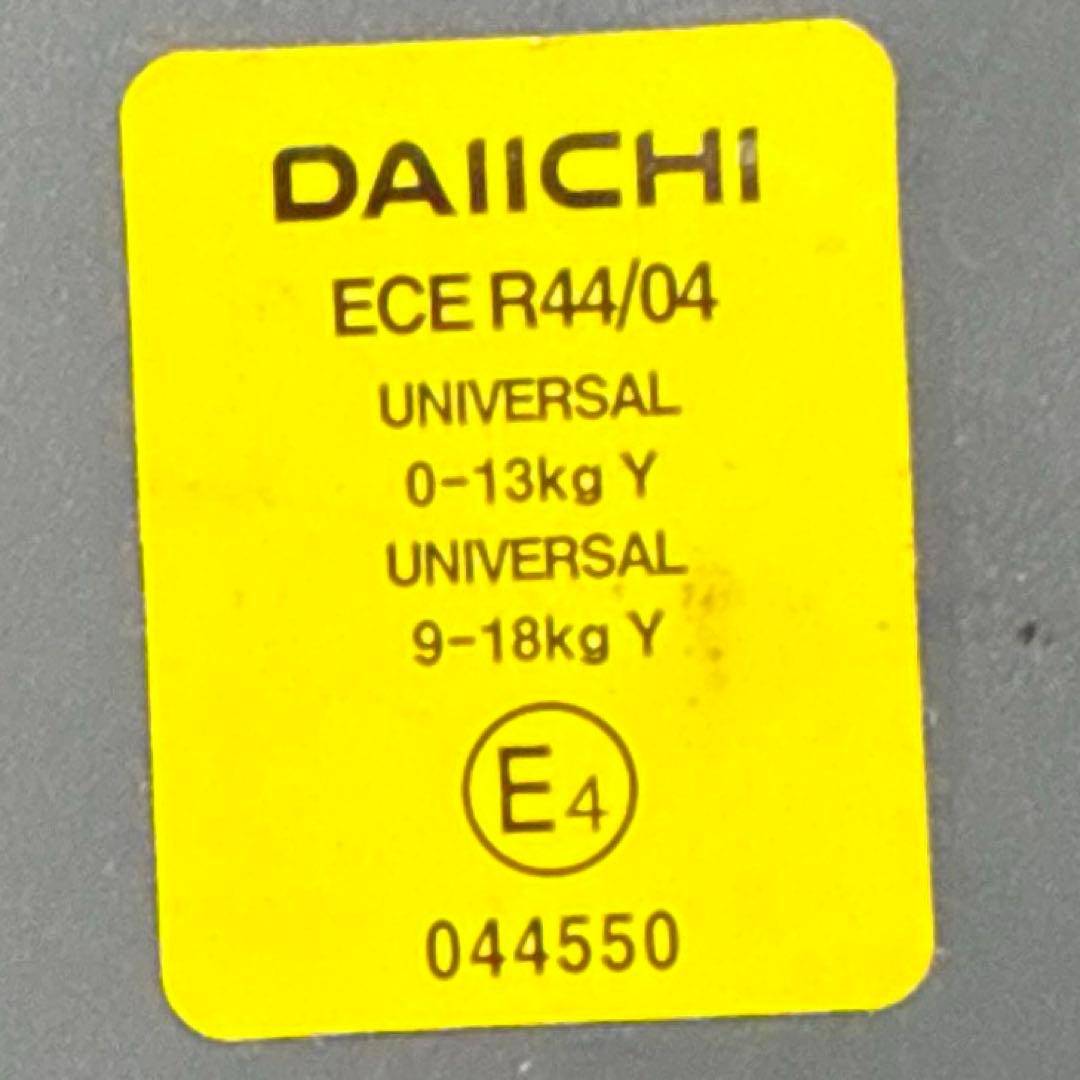 DAIICHI
ECE R44/04
UNIVERSAL
0-13kg Y
UNIVERSAL
9-18kg Y
E4
044550